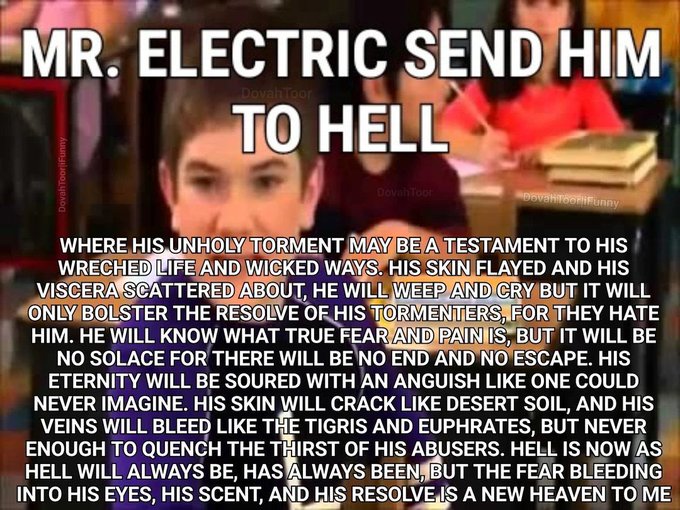 MR. ELECTRIC SEND HIM
DovahToor
TO HELL
DovahToor|iFunny
DovahToor
DovahToor|iFunny
WHERE HIS UNHOLY TORMENT MAY BE A TESTAMENT TO HIS
WRECHED LIFE AND WICKED WAYS. HIS SKIN FLAYED AND HIS
VISCERA SCATTERED ABOUT, HE WILL WEEP AND CRY BUT IT WILL
ONLY BOLSTER THE RESOLVE OF HIS TORMENTERS, FOR THEY HATE
HIM. HE WILL KNOW WHAT TRUE FEAR AND PAIN IS, BUT IT WILL BE
NO SOLACE FOR THERE WILL BE NO END AND NO ESCAPE. HIS
ETERNITY WILL BE SOURED WITH AN ANGUISH LIKE ONE COULD
NEVER IMAGINE. HIS SKIN WILL CRACK LIKE DESERT SOIL, AND HIS
VEINS WILL BLEED LIKE THE TIGRIS AND EUPHRATES, BUT NEVER
ENOUGH TO QUENCH THE THIRST OF HIS ABUSERS. HELL IS NOW AS
HELL WILL ALWAYS BE, HAS ALWAYS BEEN, BUT THE FEAR BLEEDING
INTO HIS EYES, HIS SCENT, AND HIS RESOLVE IS A NEW HEAVEN TO ME